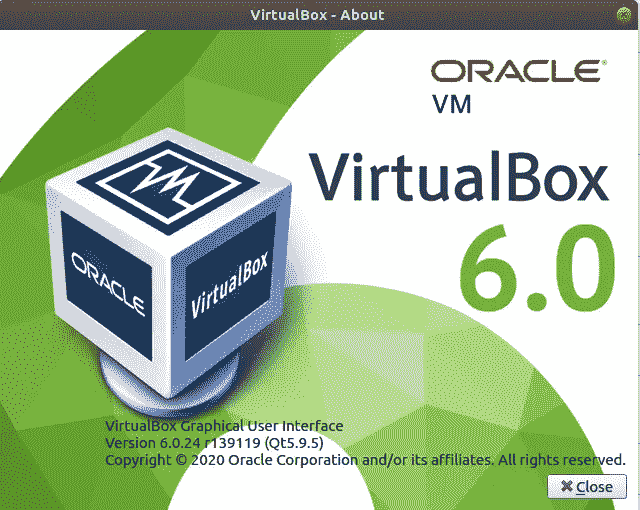 VirtualBox - About
ORACLE®
VM
VirtualBox
6.0
ORACLE
VirtualBox
VirtualBox Graphical User Interface
Version 6.0.24 r139119 (Qt5.9.5)
Copyright © 2020 Oracle Corporation and/or its affiliates. All rights reserved.
Close